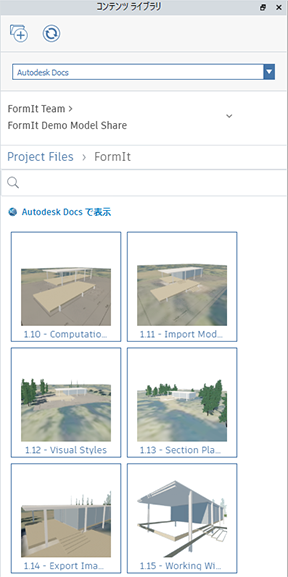 コンテンツ ライブラリ
Autodesk Docs
FormIt Team >
FormIt Demo Model Share
Project Files > FormIt
Autodesk Docs で表示
1.10 - Computatio...
1.11 - Import Mod...
1.12 - Visual Styles
1.13 - Section Pla...
1.14 - Export Ima...
1.15 - Working Wi...